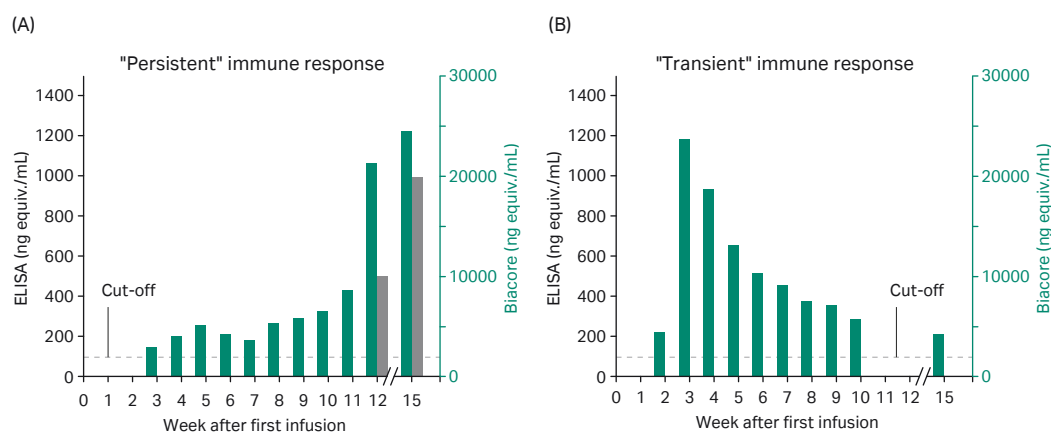 (A)
"Persistent" immune response
ELISA (ng equiv./mL)
1400
1200
1000
800
600
400
200
0
Cut-off
30000
20000
10000
0
Biacore (ng equiv./mL)
0 1 2 3 4 5 6 7 8 9 10 11 12 15
Week after first infusion
(B)
"Transient" immune response
ELISA (ng equiv./mL)
1400
1200
1000
800
600
400
200
0
Cut-off
30000
20000
10000
0
Biacore (ng equiv./mL)
0 1 2 3 4 5 6 7 8 9 10 11 12 15
Week after first infusion